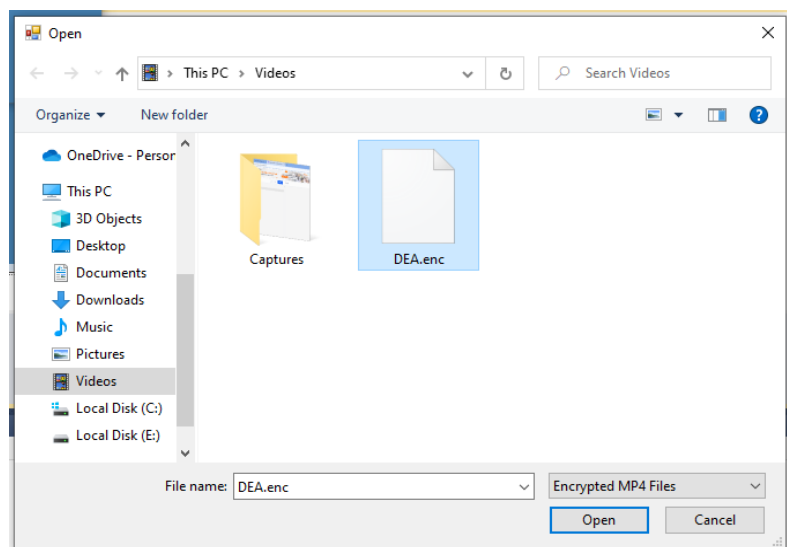 Open
This PC > Videos
Search Videos
Organize
New folder
OneDrive - Person
This PC
3D Objects
Desktop
Documents
Downloads
Music
Pictures
Videos
Local Disk (C:)
Local Disk (E:)
Captures
DEA.enc
File name: DEA.enc
Encrypted MP4 Files
Open
Cancel